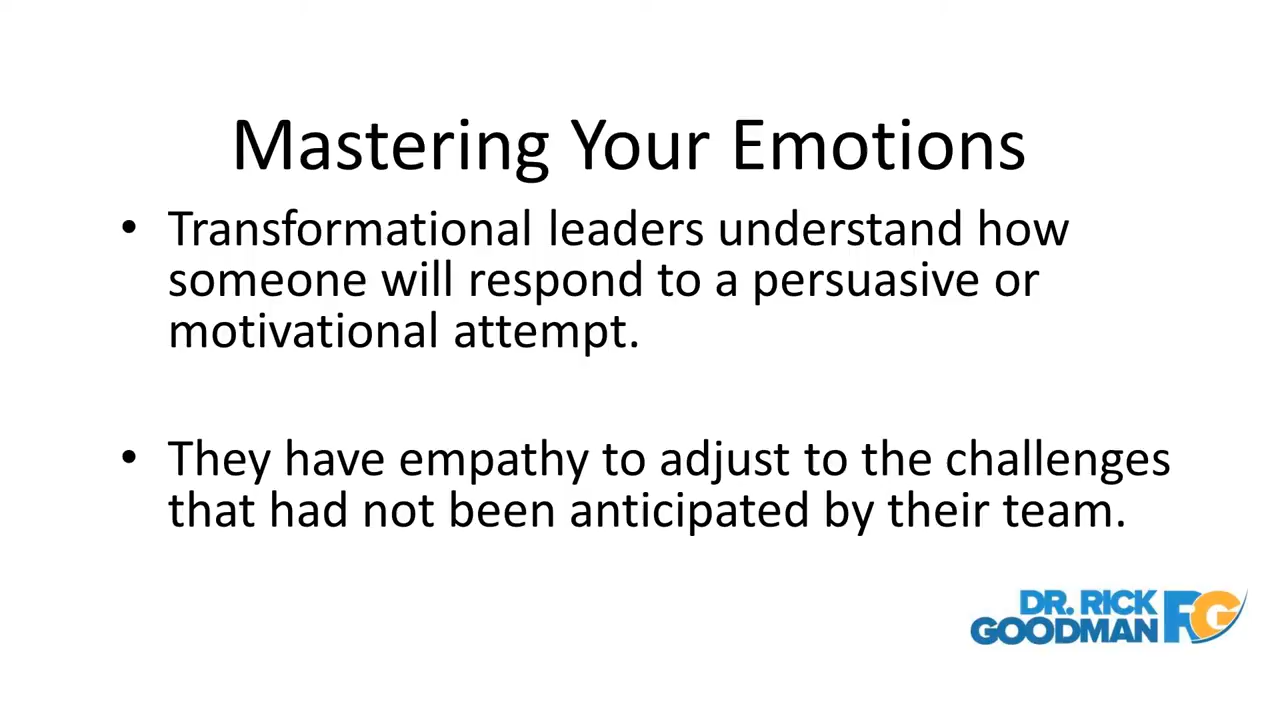 Mastering Your Emotions
• Transformational leaders understand how
someone will respond to a persuasive or
motivational attempt.
• They have empathy to adjust to the challenges
that had not been anticipated by their team.
DR. RICK
GOODMAN RG